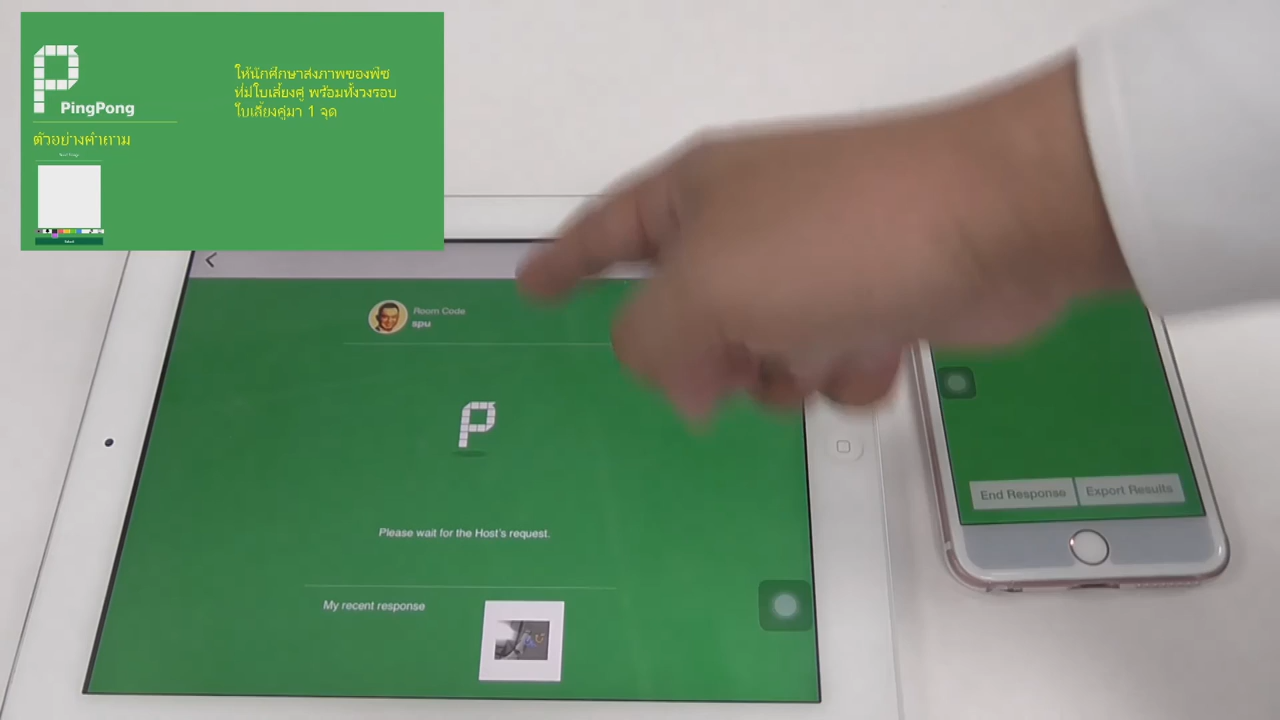 PingPong
ให้นักศึกษาส่งภาพของพืช
ที่มีใบเลี้ยงคู่ พร้อมทั้งวงรอบ
ใบเลี้ยงคู่มา 1 จุด
ตัวอย่างคำถาม
Room Code
spu
Please wait for the Host's request.
My recent response
End Response
Export Results